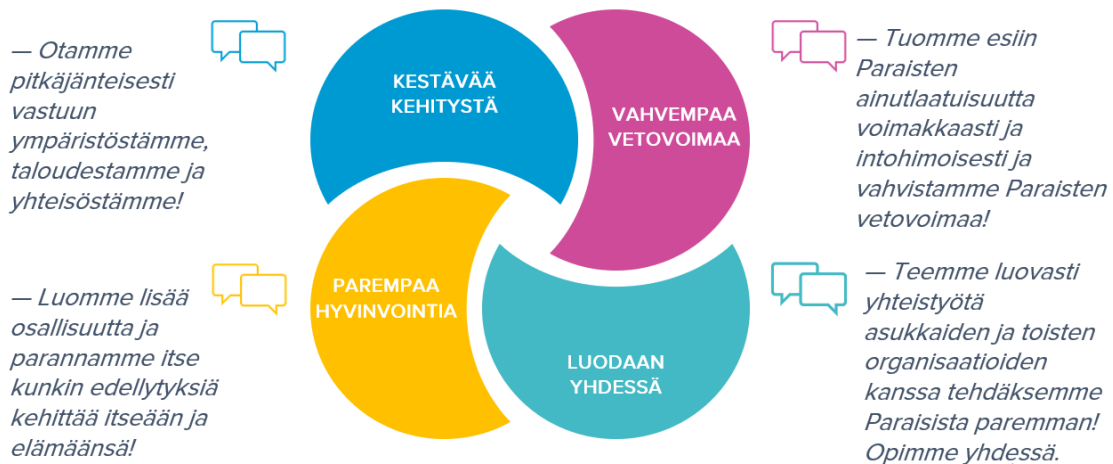 — Otamme
pitkäjänteisesti
vastuun
ympäristöstämme,
taloudestamme ja
yhteisöstämme!
KESTÄVÄÄ
KEHITYSTÄ
VAHVEMPAA
VETOVOIMAA
— Tuomme esiin
Paraisten
ainutlaatuisuutta
voimakkaasti ja
intohimoisesti ja
vahvistamme Paraisten
vetovoimaa!
— Luomme lisää
osallisuutta ja
parannamme itse
kunkin edellytyksiä
kehittää itseään ja
elämäänsä!
PAREMPAA
HYVINVOINTIA
LUODAAN
YHDESSÄ
— Teemme luovasti
yhteistyötä
asukkaiden ja toisten
organisaatioiden
kanssa tehdäksemme
Paraisista paremman!
Opimme yhdessä.